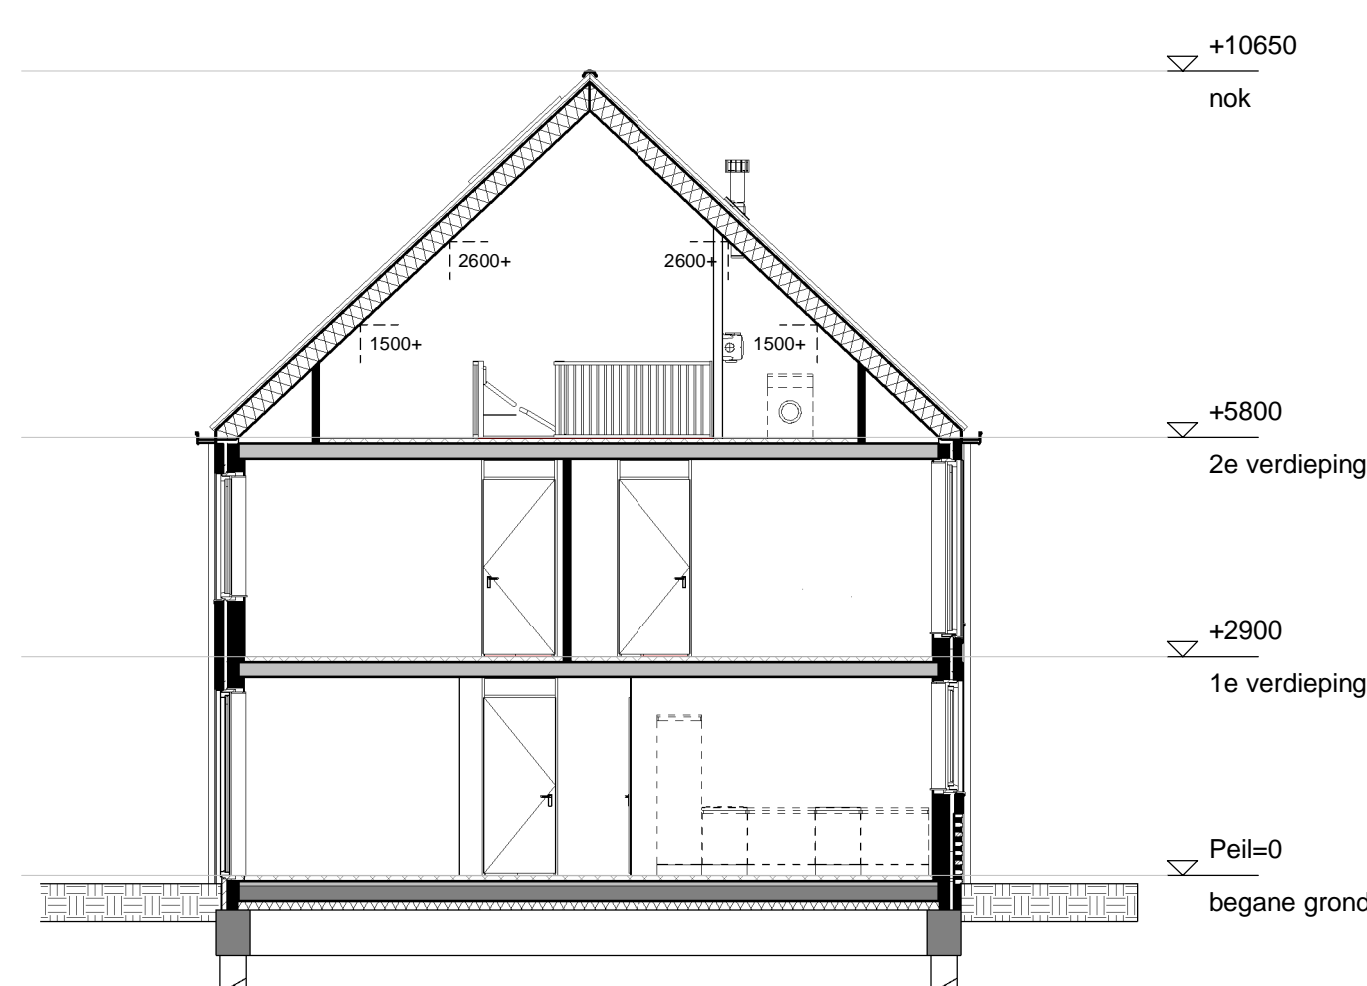 +10650
nok
2600+
2600+
1500+
1500+
+5800
2e verdieping
+2900
1e verdieping
Peil=0
begane grond